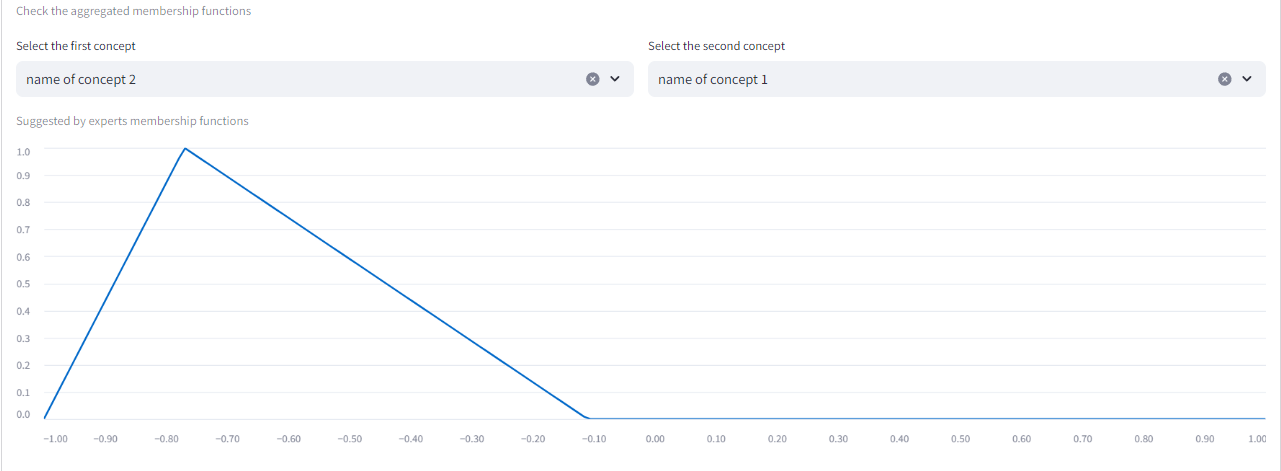 Check the aggregated membership functions
Select the first concept
Select the second concept
name of concept 2
name of concept 1
Suggested by experts membership functions
1.0
0.9
0.8
0.7
0.6
0.5
0.4
0.3
0.2
0.1
0.0
−1.00 −0.90 −0.80 −0.70 −0.60 −0.50 −0.40 −0.30 −0.20 −0.10 0.00 0.10 0.20 0.30 0.40 0.50 0.60 0.70 0.80 0.90 1.00